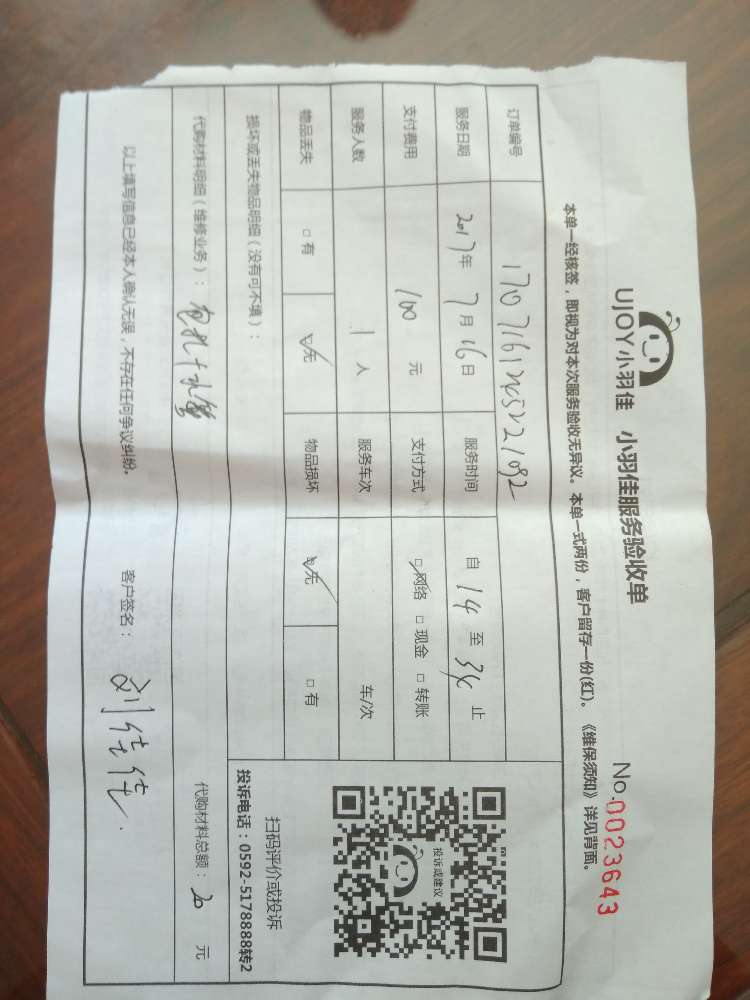 UJOY小羽佳 小羽佳服务验收单 No.0023643
本单一经核签，即视为对本次服务验收无异议。本单一式两份，客户留存一份(红)。《维保须知》详见背面。
订单编号
服务日期 2017年7月16日 服务时间 自 14 至 止
支付费用 100 元 支付方式 □网络 □现金 □转账
服务人数 1 人 服务车次 车/次
物品丢失 □有 □无 物品损坏 □无 □有
损坏或丢失物品明细（没有可不填）：
代购材料明细（维修业务）： 代购材料总额：20 元
以上填写信息已经本人确认无误，不存在任何争议纠纷。 客户签名：刘佳佳
投诉或建议
扫码评价或投诉
投诉电话：0592-5178888转2